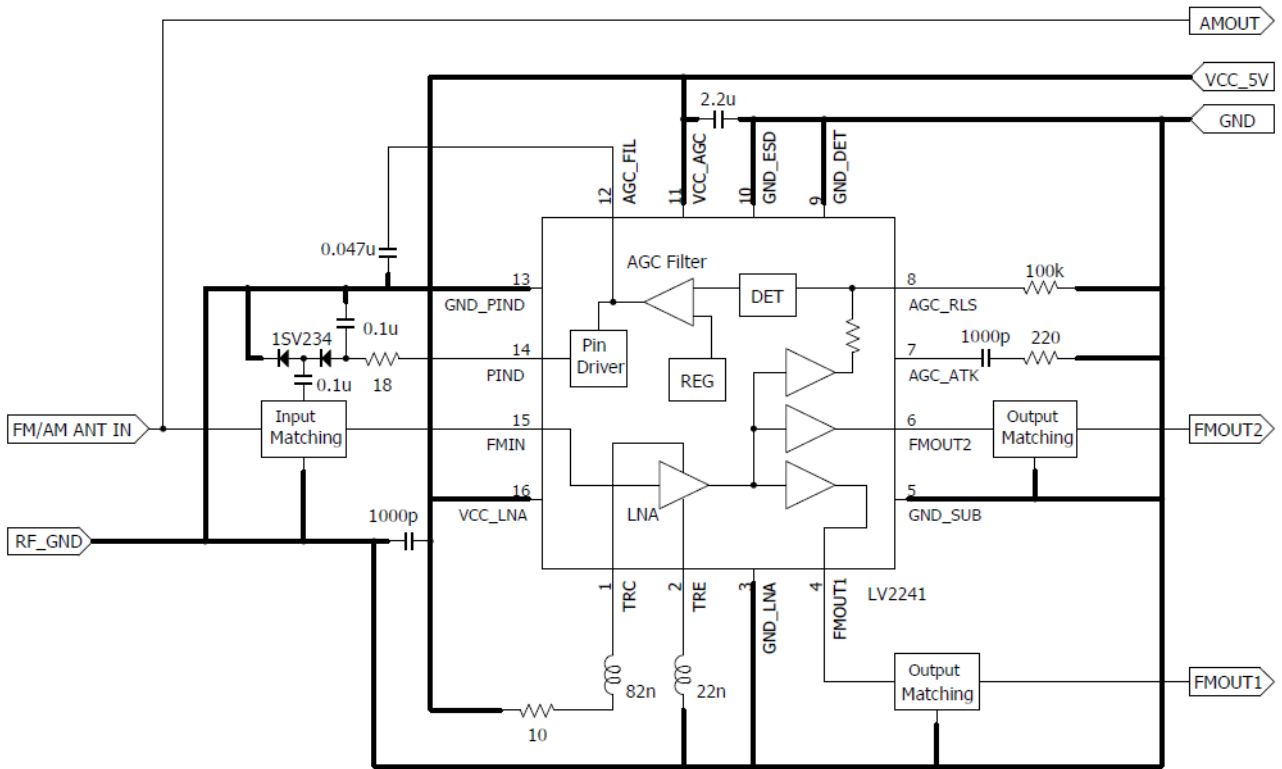 AMOUT
VCC_5V
2.2u
GND
AGC_FIL
VCC_AGC
GND_ESD
GND_DET
12
11
10
9
0.047u
AGC Filter
13
GND_PIND
DET
8
AGC_RLS
100k
0.1u
1SV234
14
PIND
18
Pin
Driver
REG
7
AGC_ATK
1000p
220
0.1u
FM/AM ANT IN
Input
Matching
15
FMIN
6
FMOUT2
Output
Matching
FMOUT2
16
VCC_LNA
LNA
5
GND_SUB
1000p
RF_GND
1
TRC
2
TRE
3
GND_LNA
4
FMOUT1
LV2241
82n
22n
10
Output
Matching
FMOUT1